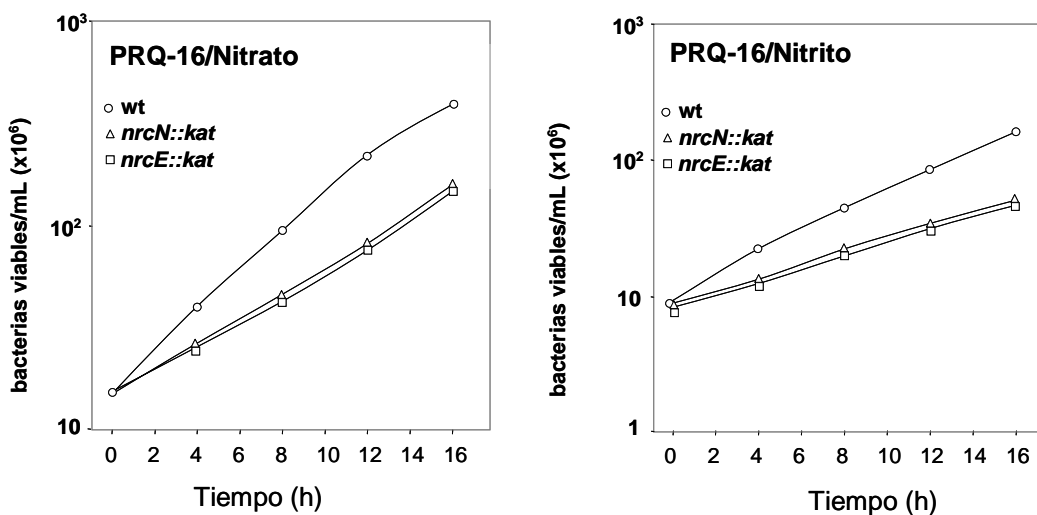 PRQ-16/Nitrato
wt
nrcN::kat
nrcE::kat
10³
10²
10
bacterias viables/mL (x10⁶)
0 2 4 6 8 10 12 14 16
Tiempo (h)
PRQ-16/Nitrito
wt
nrcN::kat
nrcE::kat
10³
10²
10
1
bacterias viables/mL (x10⁶)
0 2 4 6 8 10 12 14 16
Tiempo (h)